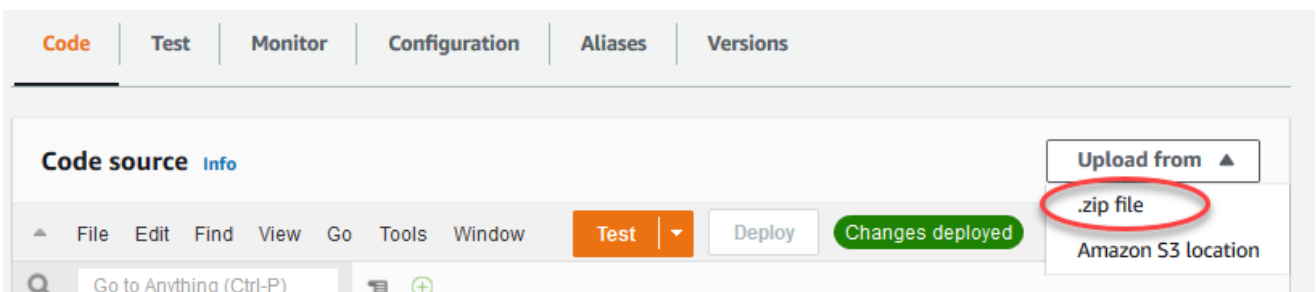 Code Test Monitor Configuration Aliases Versions
Code source Info
Upload from
.zip file
Amazon S3 location
File Edit Find View Go Tools Window Test Deploy Changes deployed
Go to Anything (Ctrl-P)